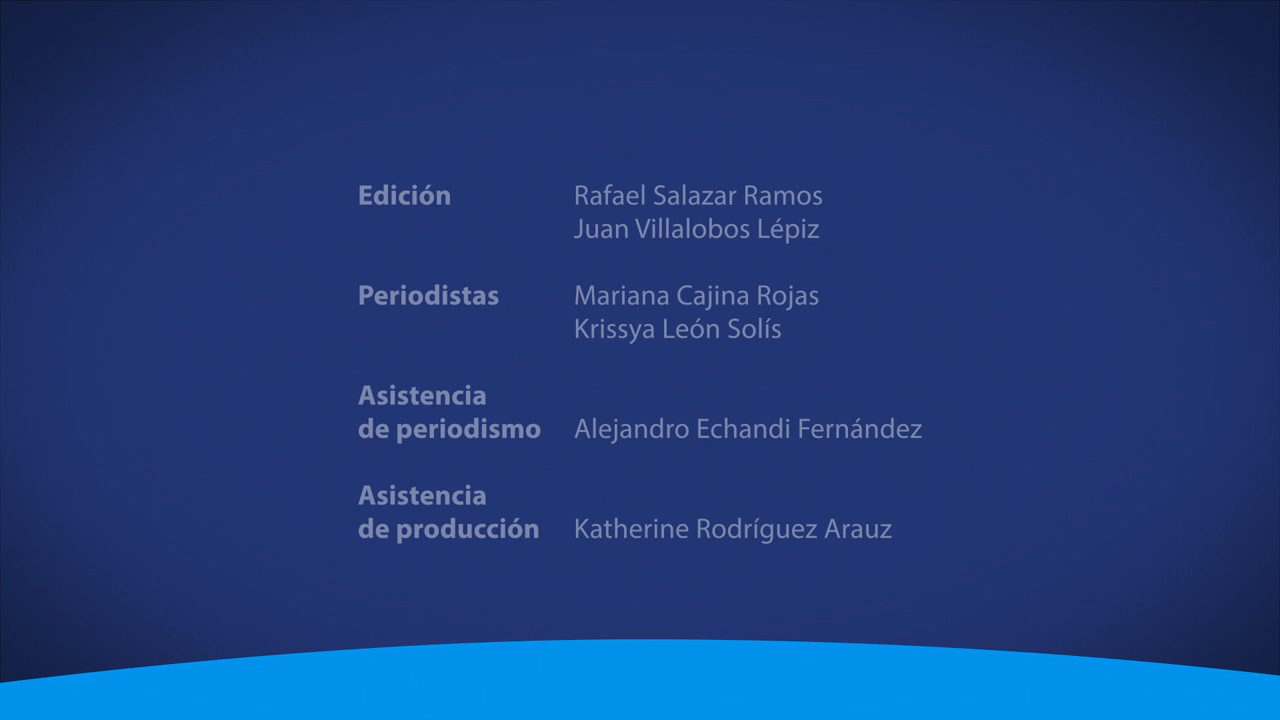 Edición Rafael Salazar Ramos
Juan Villalobos Lépiz
Periodistas Mariana Cajina Rojas
Krissya León Solís
Asistencia
de periodismo Alejandro Echandi Fernández
Asistencia
de producción Katherine Rodríguez Arauz